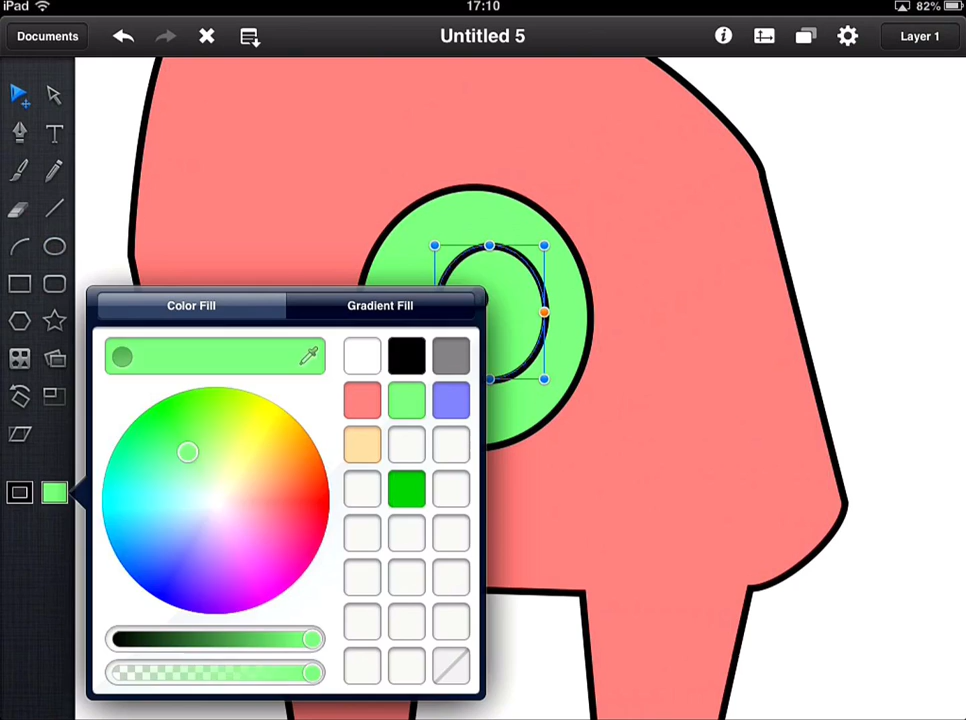 iPad 17:10 82%
Documents Untitled 5 Layer 1
T
Color Fill Gradient Fill